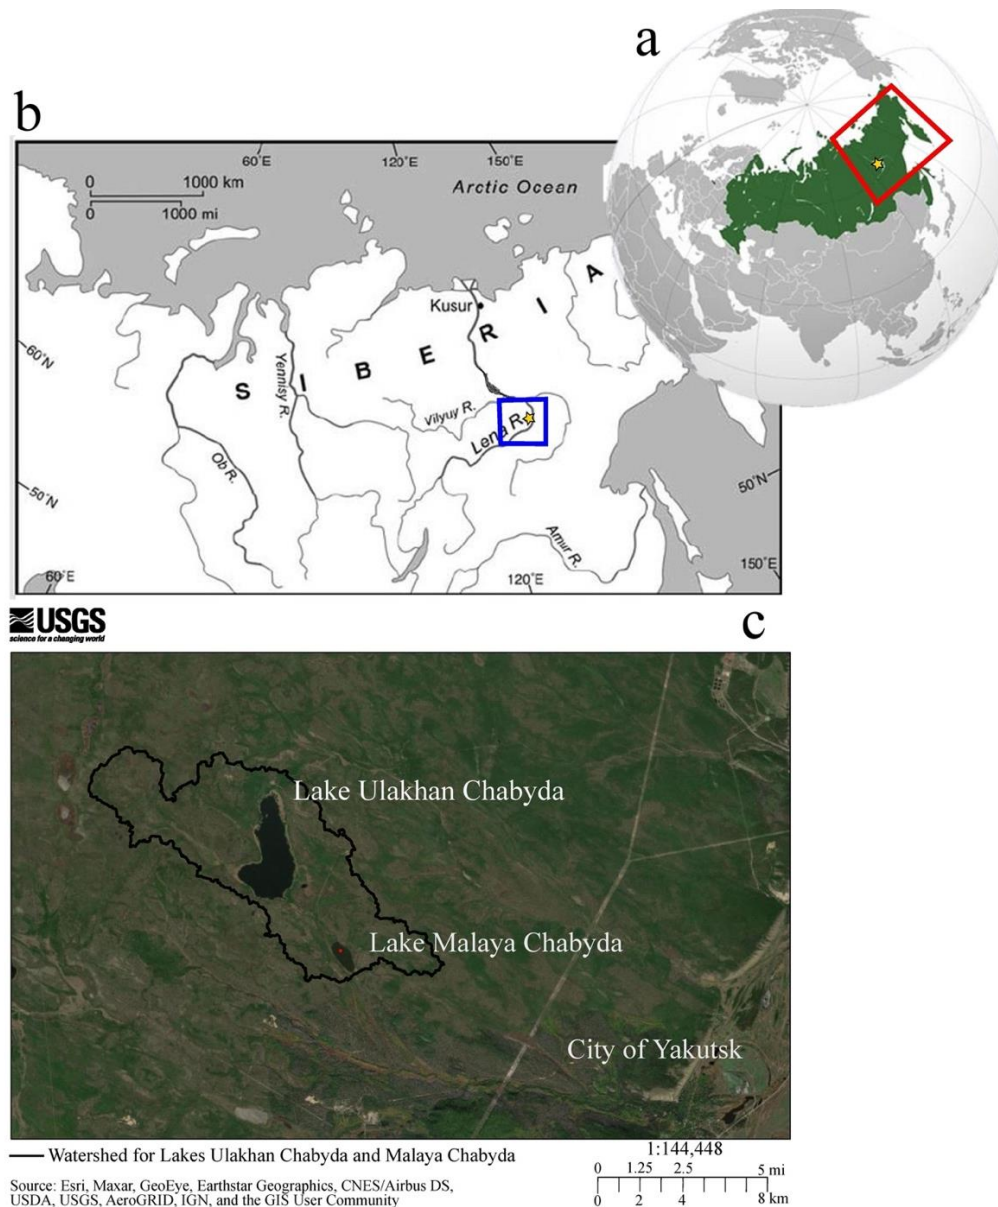 a
b
60°E
120°E
150°E
0
1000 km
0
1000 mi
Arctic Ocean
Kusur
S I B E R I A
60°N
Yennisy R.
Vilyuy R.
Lena R.
Ob R.
50°N
50°N
Amur R.
60°E
120°E
150°E
USGS
science for a changing world
c
Lake Ulakhan Chabyda
Lake Malaya Chabyda
City of Yakutsk
Watershed for Lakes Ulakhan Chabyda and Malaya Chabyda
1:144,448
0 1.25 2.5 5 mi
0 2 4 8 km
Source: Esri, Maxar, GeoEye, Earthstar Geographics, CNES/Airbus DS,
USDA, USGS, AeroGRID, IGN, and the GIS User Community